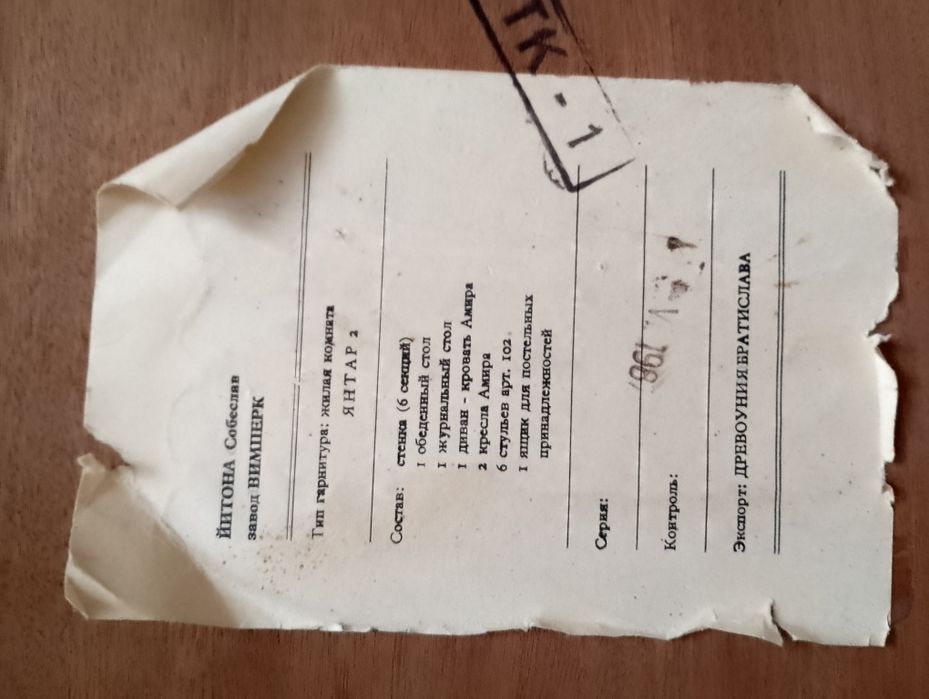 ТК - 1
ЙИТОНА Собеслав
завод ВИМПЕРК
Тип гарнитура: жилая комната
ЯНТАР 2
Состав: стенка (6 секций)
1 обеденный стол
1 журнальный стол
1 диван - кровать Амира
2 кресла Амира
6 стульев арт. 102
1 ящик для постельных
принадлежностей
Серия:
Контроль:
Экспорт: ДРЕВОУНИЯ БРАТИСЛАВА